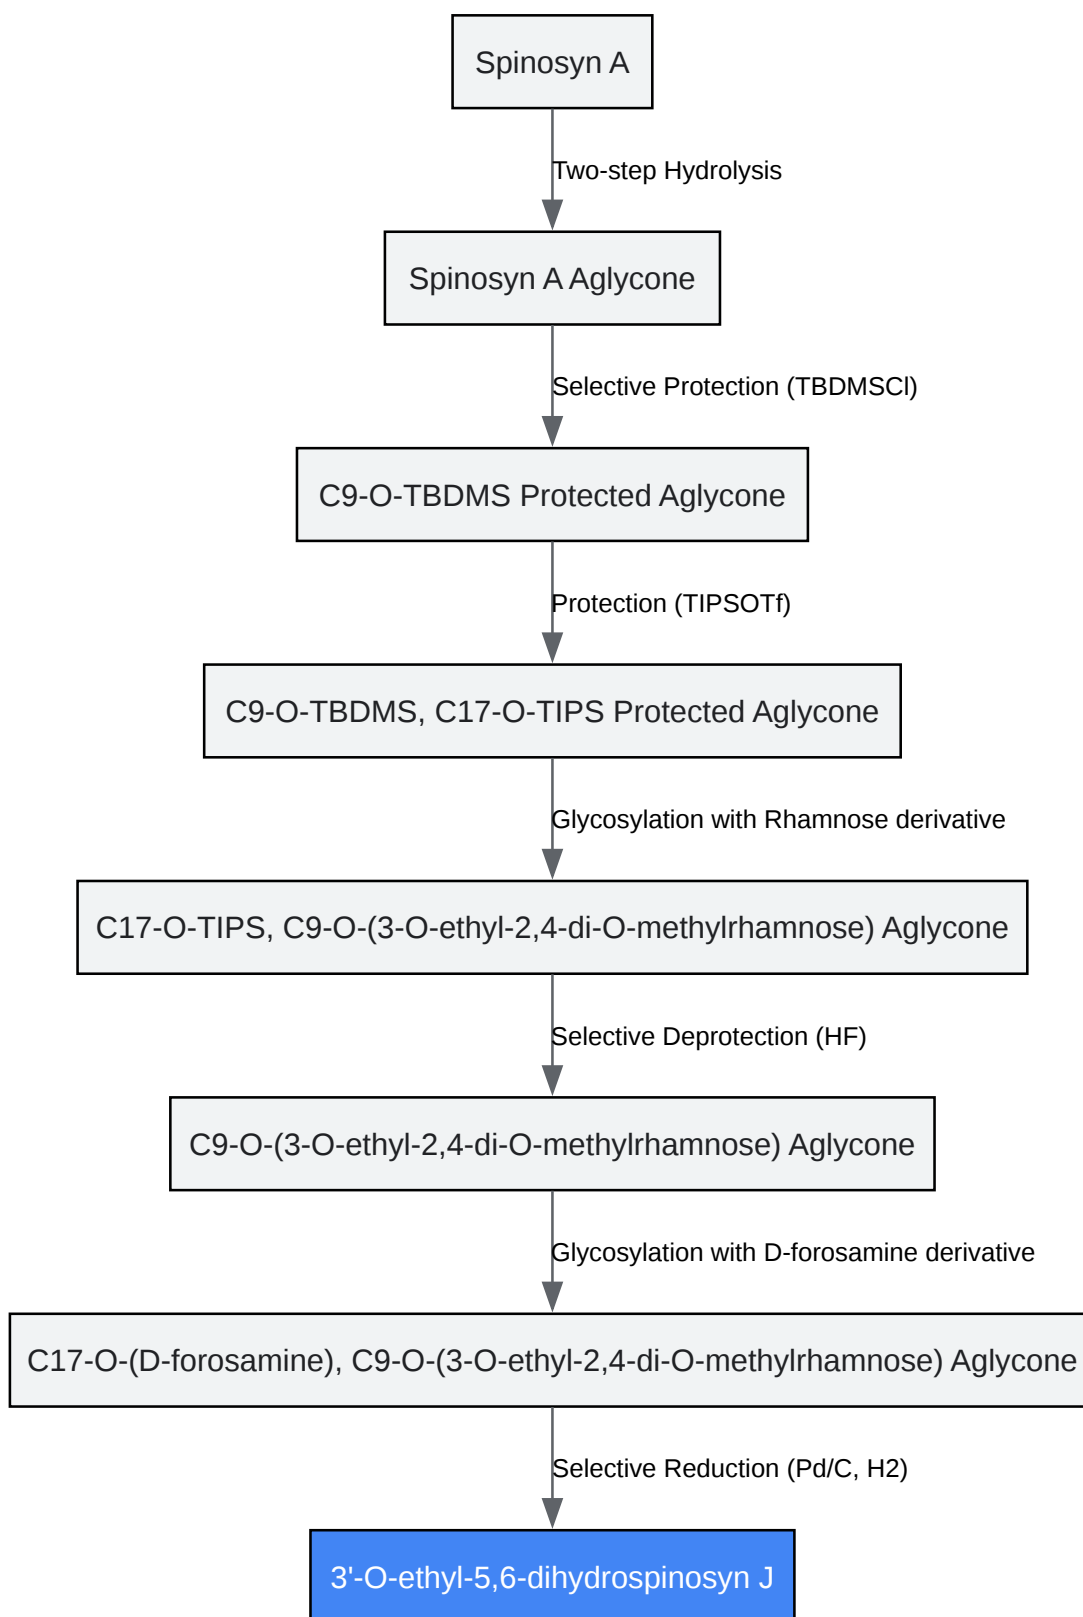 Spinosyn A
Two-step Hydrolysis
Spinosyn A Aglycone
Selective Protection (TBDMSCl)
C9-O-TBDMS Protected Aglycone
Protection (TIPSOTf)
C9-O-TBDMS, C17-O-TIPS Protected Aglycone
Glycosylation with Rhamnose derivative
C17-O-TIPS, C9-O-(3-O-ethyl-2,4-di-O-methylrhamnose) Aglycone
Selective Deprotection (HF)
C9-O-(3-O-ethyl-2,4-di-O-methylrhamnose) Aglycone
Glycosylation with D-forosamine derivative
C17-O-(D-forosamine), C9-O-(3-O-ethyl-2,4-di-O-methylrhamnose) Aglycone
Selective Reduction (Pd/C, H2)
3'-O-ethyl-5,6-dihydrospinosyn J